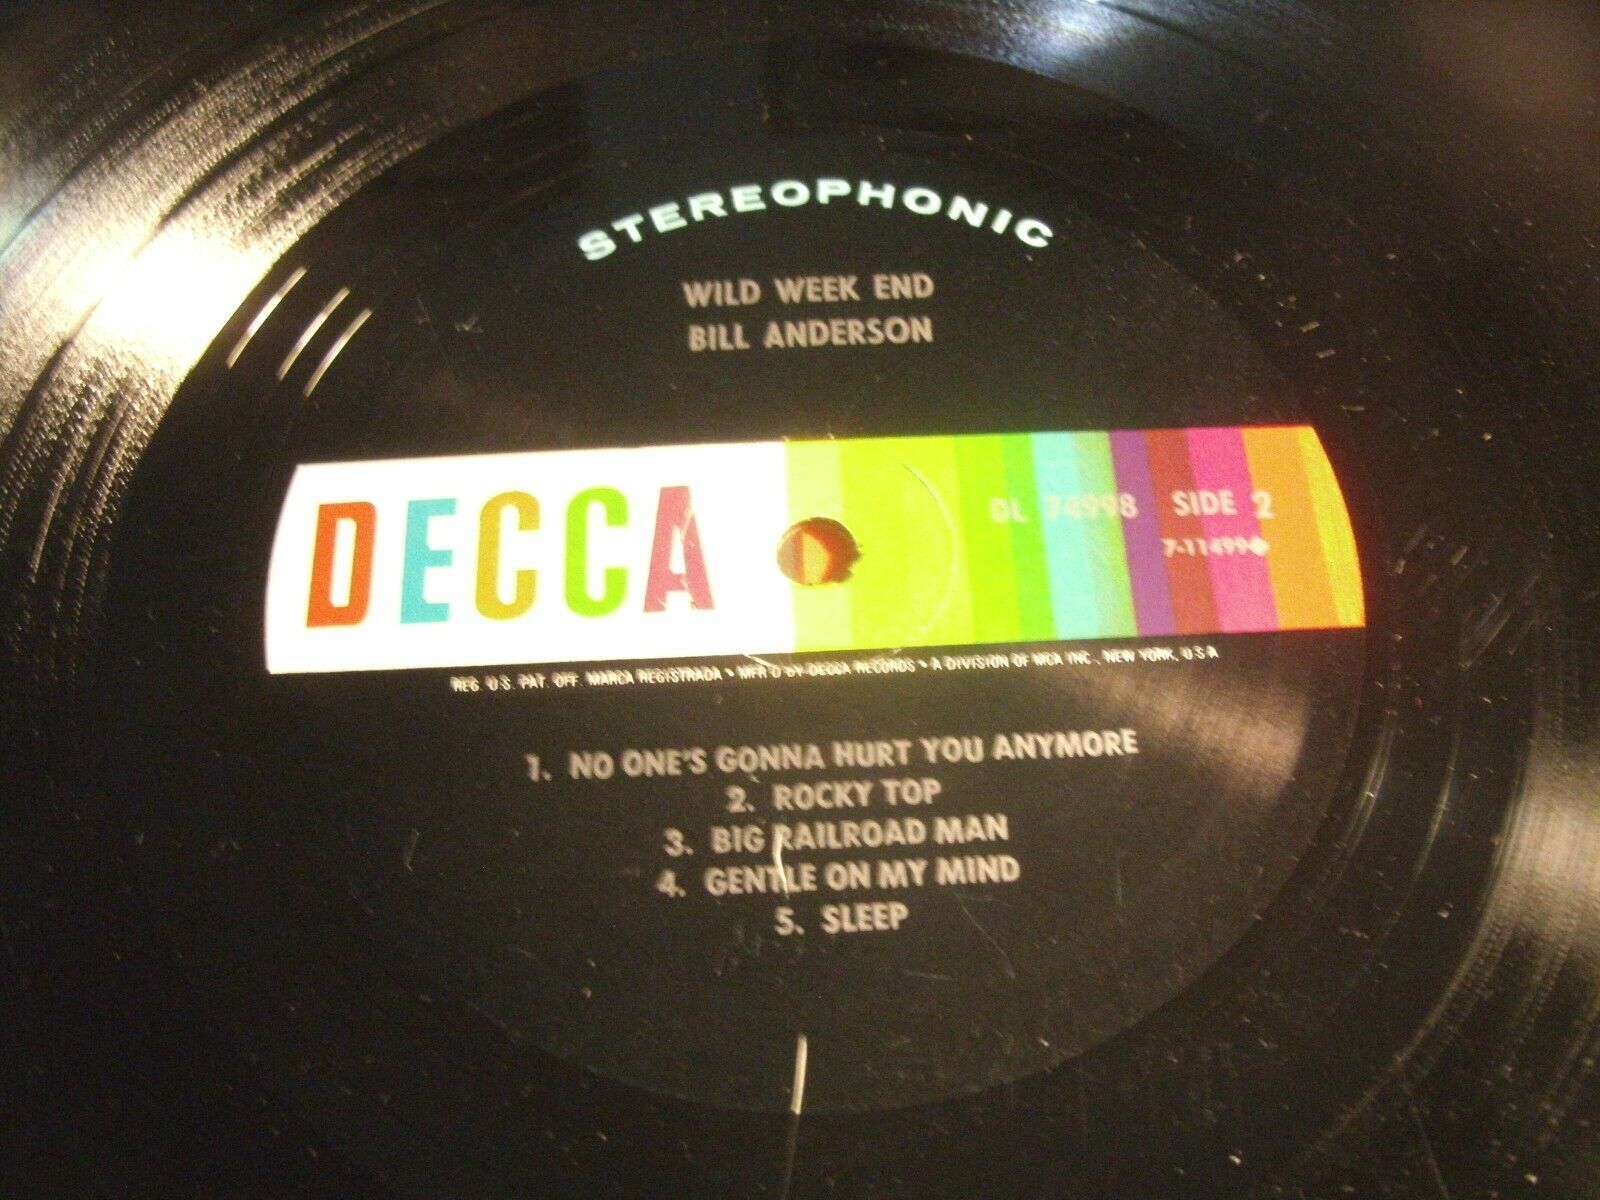 STEREOPHONIC
WILD WEEK END
BILL ANDERSON
DECCA
DL 74998 SIDE 2
7-11499
REG. U.S. PAT. OFF. MARCA REGISTRADA • MFR'D BY DECCA RECORDS • A DIVISION OF MCA INC., NEW YORK, U.S.A
1. NO ONE'S GONNA HURT YOU ANYMORE
2. ROCKY TOP
3. BIG RAILROAD MAN
4. GENTLE ON MY MIND
5. SLEEP